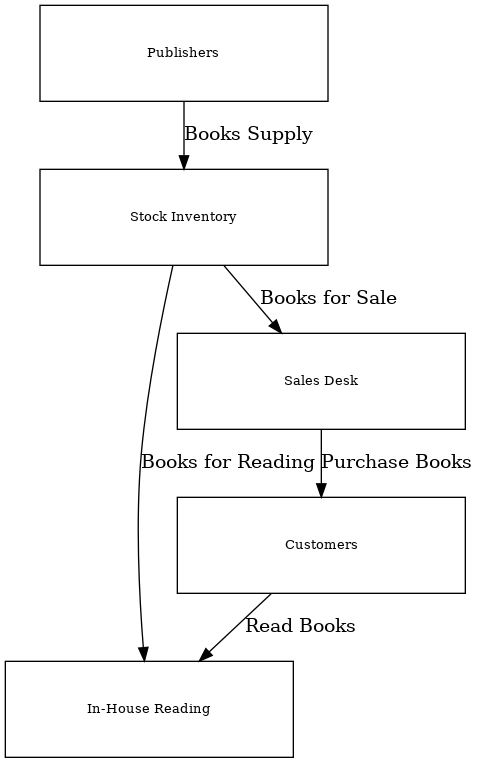 Publishers
Books Supply
Stock Inventory
Books for Sale
Sales Desk
Books for Reading
Purchase Books
Customers
Read Books
In-House Reading